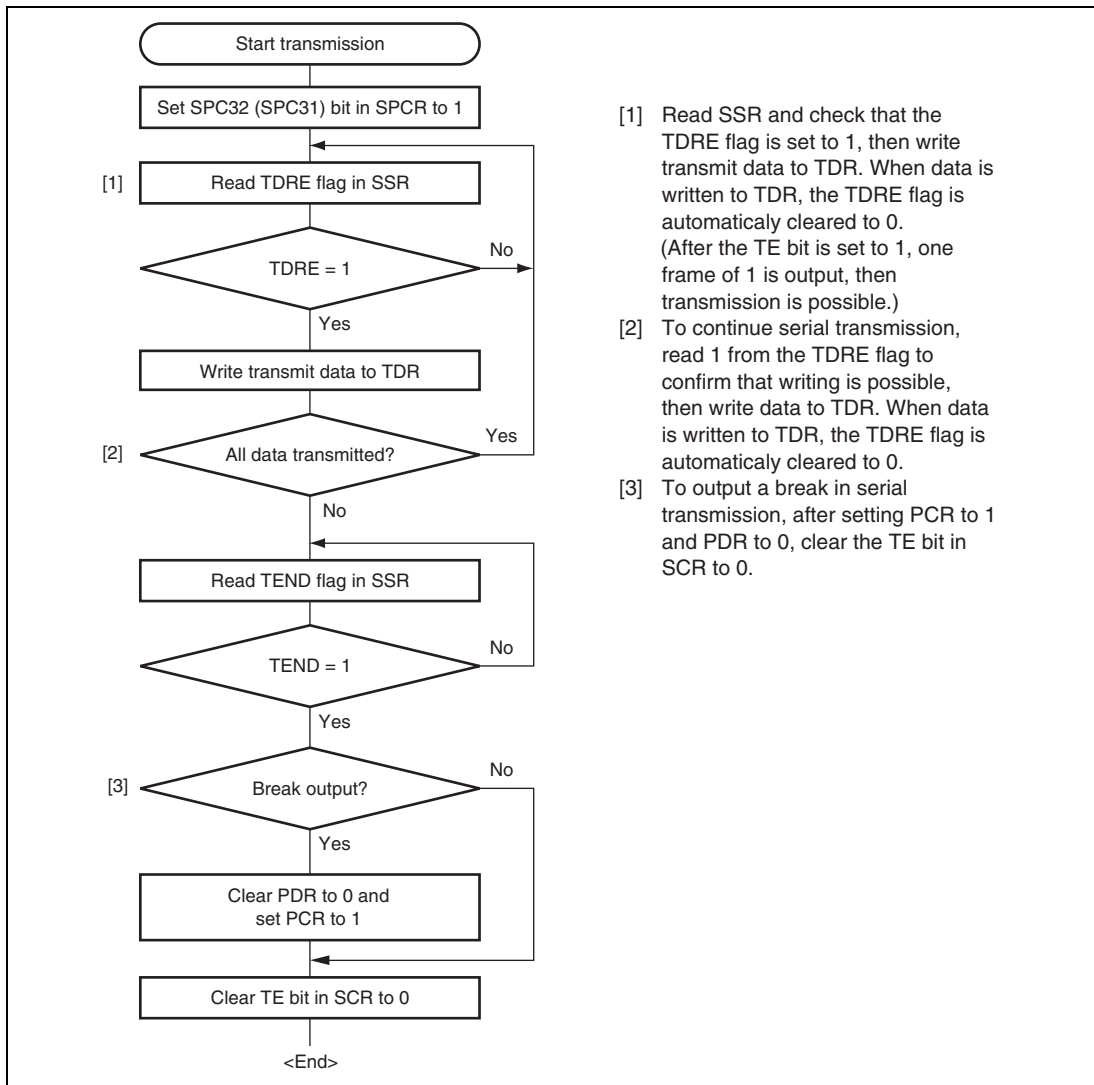 Start transmission
Set SPC32 (SPC31) bit in SPCR to 1
[1]
Read TDRE flag in SSR
No
TDRE = 1
Yes
Write transmit data to TDR
[2]
Yes
All data transmitted?
No
Read TEND flag in SSR
No
TEND = 1
Yes
[3]
No
Break output?
Yes
Clear PDR to 0 and
set PCR to 1
Clear TE bit in SCR to 0
<End>
[1] Read SSR and check that the
TDRE flag is set to 1, then write
transmit data to TDR. When data is
written to TDR, the TDRE flag is
automaticaly cleared to 0.
(After the TE bit is set to 1, one
frame of 1 is output, then
transmission is possible.)
[2] To continue serial transmission,
read 1 from the TDRE flag to
confirm that writing is possible,
then write data to TDR. When data
is written to TDR, the TDRE flag is
automaticaly cleared to 0.
[3] To output a break in serial
transmission, after setting PCR to 1
and PDR to 0, clear the TE bit in
SCR to 0.